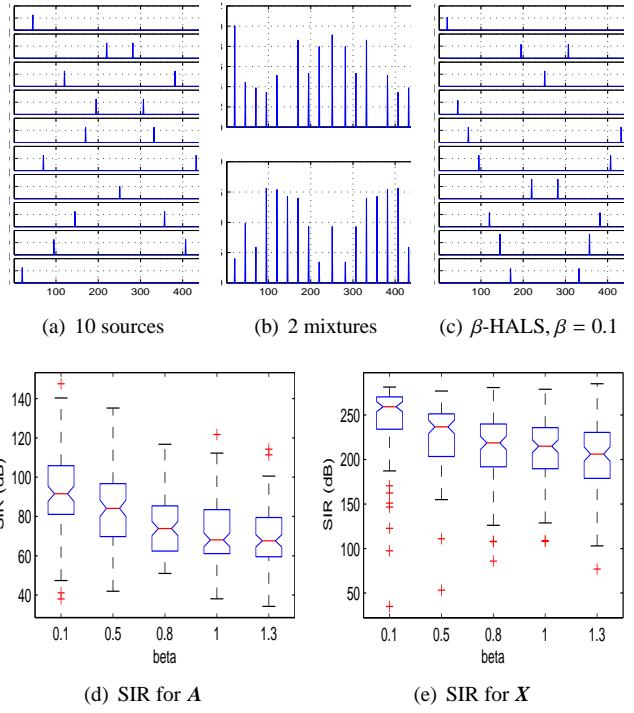 100 200 300 400
100 200 300 400
100 200 300 400
(a) 10 sources
(b) 2 mixtures
(c) β-HALS, β = 0.1
140
120
100
80
60
40
SIR (dB)
0.1 0.5 0.8 1 1.3
beta
(d) SIR for A
250
200
150
100
50
SIR (dB)
0.1 0.5 0.8 1 1.3
beta
(e) SIR for X